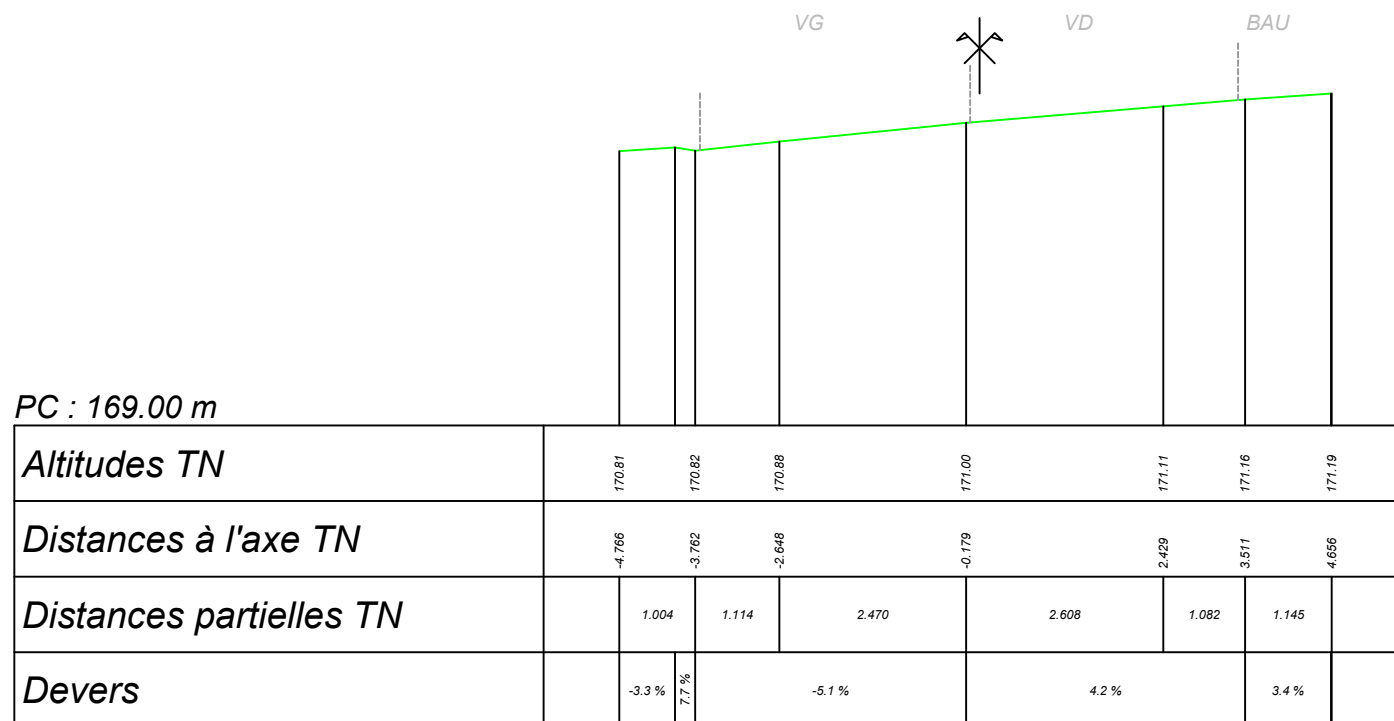 VG VD BAU
PC : 169.00 m
Altitudes TN 170.81 170.82 170.88 171.00 171.11 171.16 171.19
Distances à l'axe TN -4.766 -3.762 -2.648 -0.179 2.429 3.511 4.656
Distances partielles TN 1.004 1.114 2.470 2.608 1.082 1.145
Devers -3.3 % 7.7 % -5.1 % 4.2 % 3.4 %